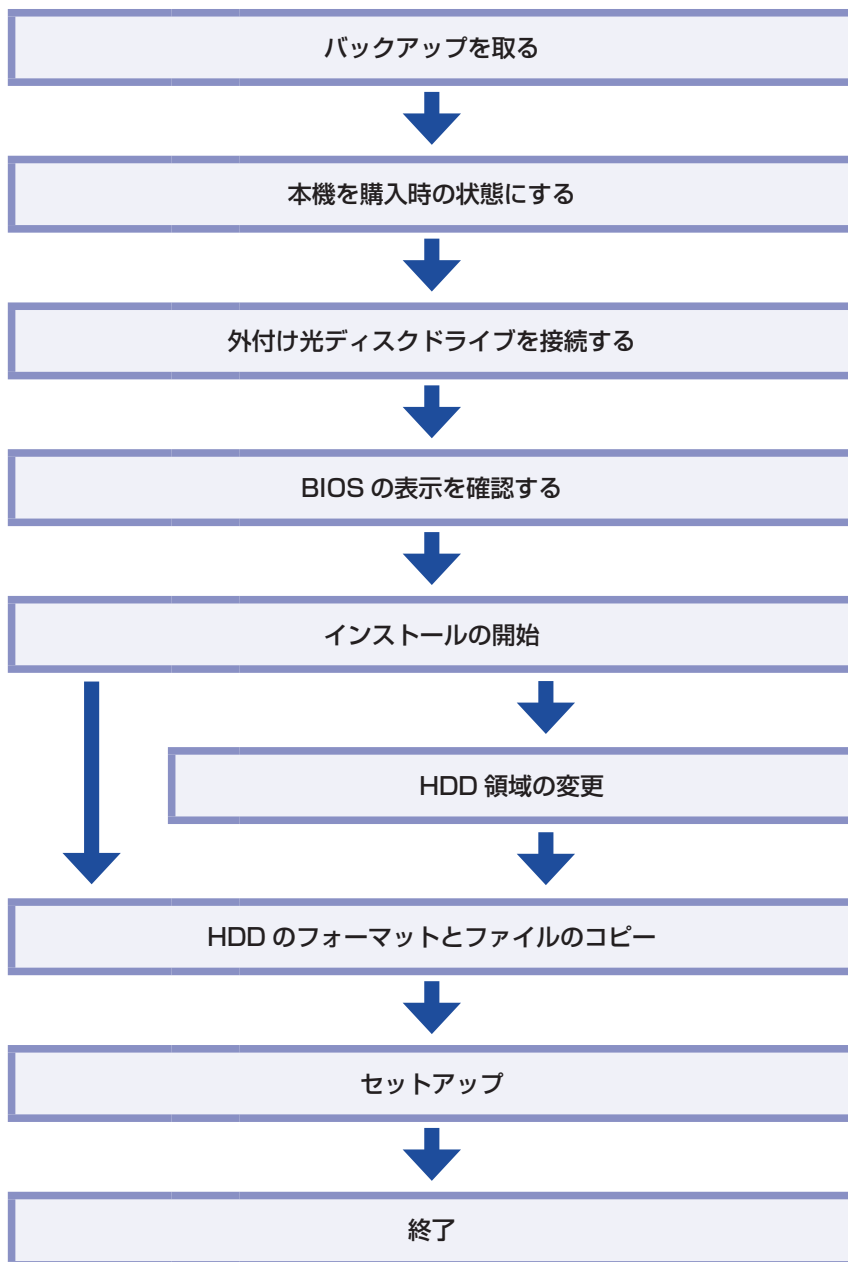 バックアップを取る
本機を購入時の状態にする
外付け光ディスクドライブを接続する
BIOS の表示を確認する
インストールの開始
HDD 領域の変更
HDD のフォーマットとファイルのコピー
セットアップ
終了